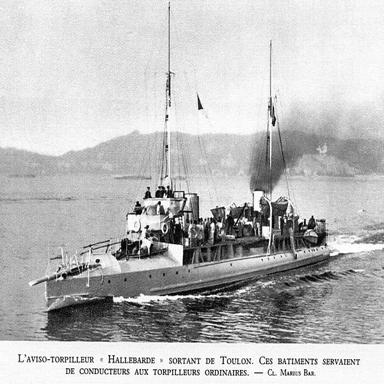 L'AVISO-TORPILLEUR « HALLEBARDE » SORTANT DE TOULON. CES BATIMENTS SERVAIENT
DE CONDUCTEURS AUX TORPILLEURS ORDINAIRES. — CL. MARIUS BAR.